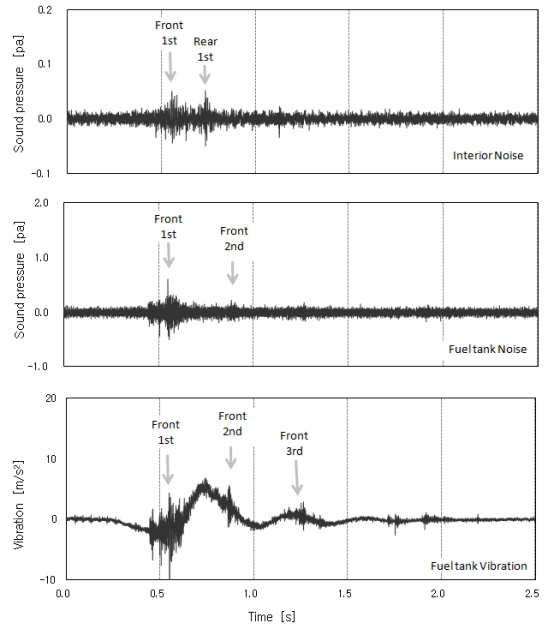 0.2
Front
1st
Rear
1st
0.1
0.0
-0.1
Sound pressure [pa]
Interior Noise
2.0
Front
1st
Front
2nd
1.0
0.0
-1.0
Sound pressure [pa]
Fuel tank Noise
20
Front
1st
Front
2nd
Front
3rd
10
0
-10
Vibration [m/s²]
Fuel tank Vibration
0.0 0.5 1.0 1.5 2.0 2.5
Time [s]